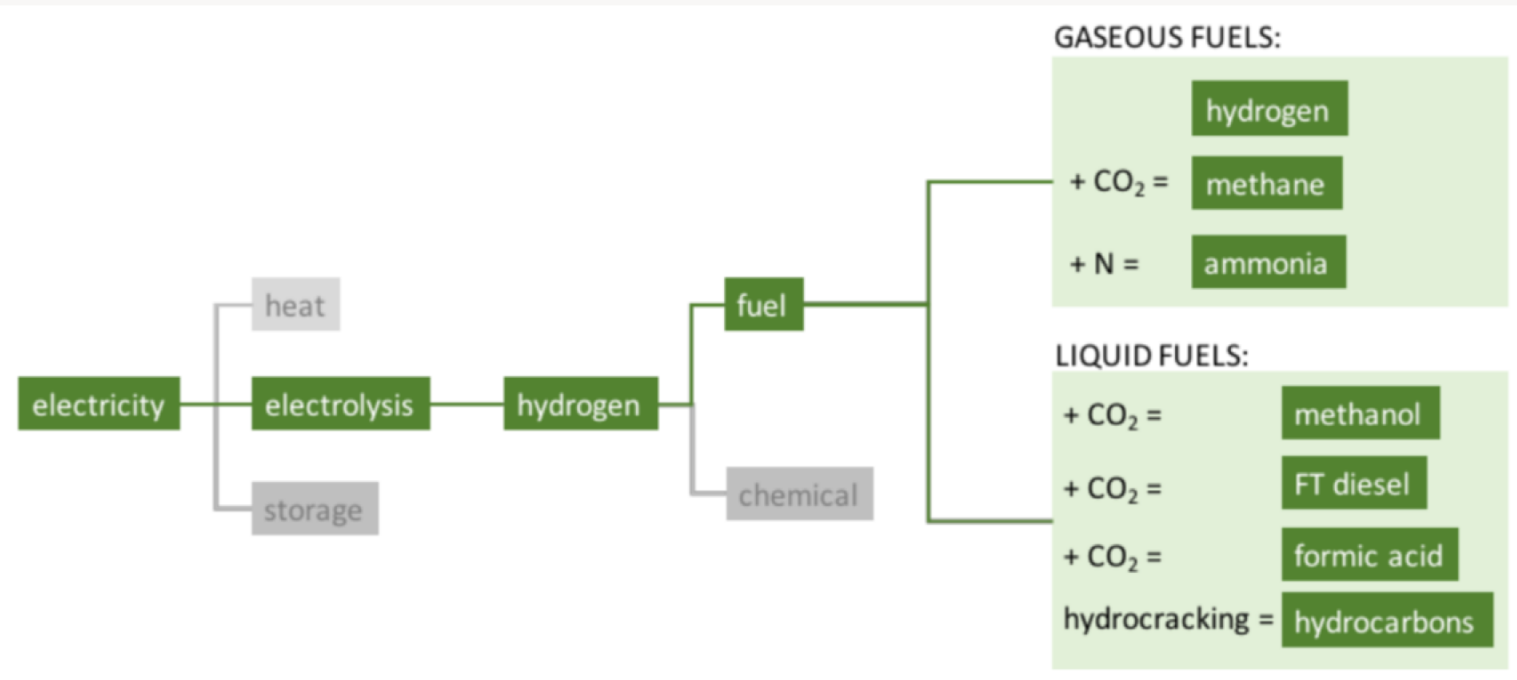 GASEOUS FUELS:
hydrogen
+ CO₂ = methane
+ N = ammonia
heat
fuel
electricity
electrolysis
hydrogen
storage
chemical
LIQUID FUELS:
+ CO₂ = methanol
+ CO₂ = FT diesel
+ CO₂ = formic acid
hydrocracking = hydrocarbons